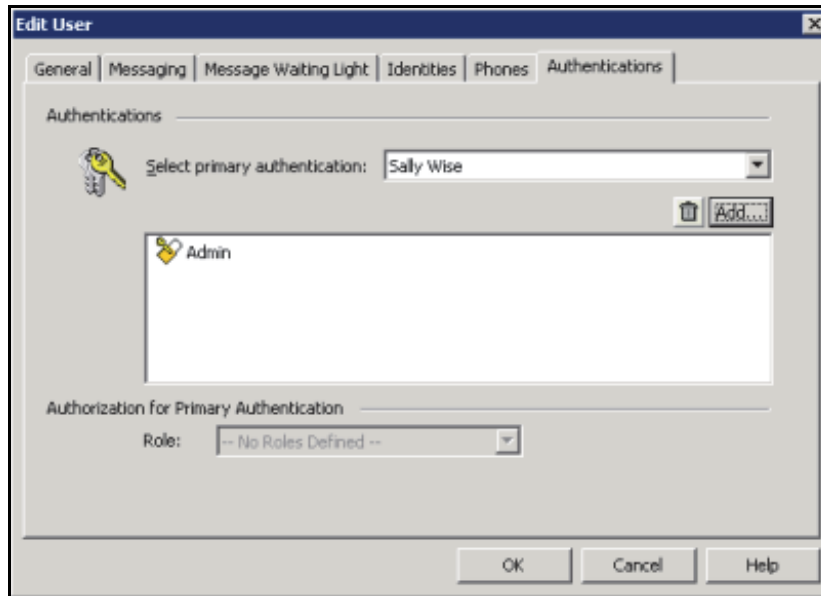 Edit User
General Messaging Message Waiting Light Identities Phones Authentications
Authentications
Select primary authentication: Sally Wise
Add...
Admin
Authorization for Primary Authentication
Role: -- No Roles Defined --
OK Cancel Help